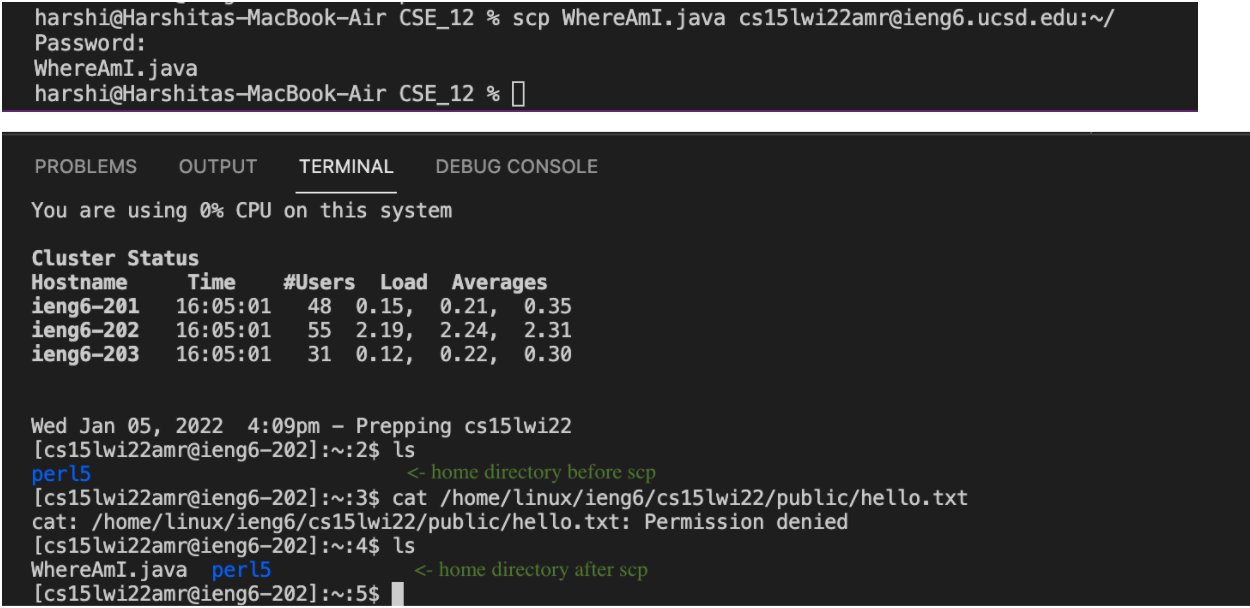 harshi@Harshitas-MacBook-Air CSE_12 % scp WhereAmI.java cs15lwi22amr@ieng6.ucsd.edu:~/
Password:
WhereAmI.java
harshi@Harshitas-MacBook-Air CSE_12 %
PROBLEMS OUTPUT TERMINAL DEBUG CONSOLE
You are using 0% CPU on this system
Cluster Status
Hostname Time #Users Load Averages
ieng6-201 16:05:01 48 0.15, 0.21, 0.35
ieng6-202 16:05:01 55 2.19, 2.24, 2.31
ieng6-203 16:05:01 31 0.12, 0.22, 0.30
Wed Jan 05, 2022 4:09pm - Prepping cs15lwi22
[cs15lwi22amr@ieng6-202]:~:2$ ls
perl5 <- home directory before scp
[cs15lwi22amr@ieng6-202]:~:3$ cat /home/linux/ieng6/cs15lwi22/public/hello.txt
cat: /home/linux/ieng6/cs15lwi22/public/hello.txt: Permission denied
[cs15lwi22amr@ieng6-202]:~:4$ ls
WhereAmI.java perl5 <- home directory after scp
[cs15lwi22amr@ieng6-202]:~:5$